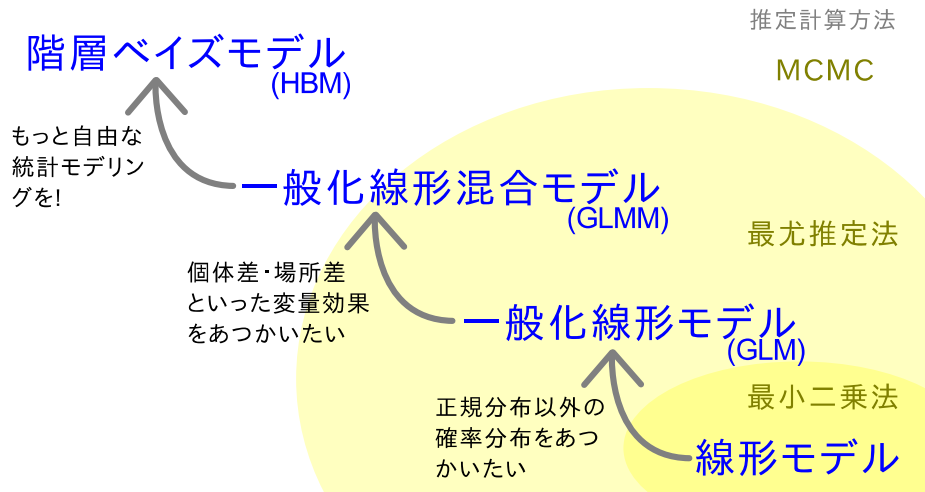 推定計算方法
階層ベイズモデル
(HBM)
MCMC
もっと自由な
統計モデリン
グを!
一般化線形混合モデル
(GLMM)
最尤推定法
個体差・場所差
といった変量効果
をあつかいたい
一般化線形モデル
(GLM)
最小二乗法
正規分布以外の
確率分布をあつ
かいたい
線形モデル